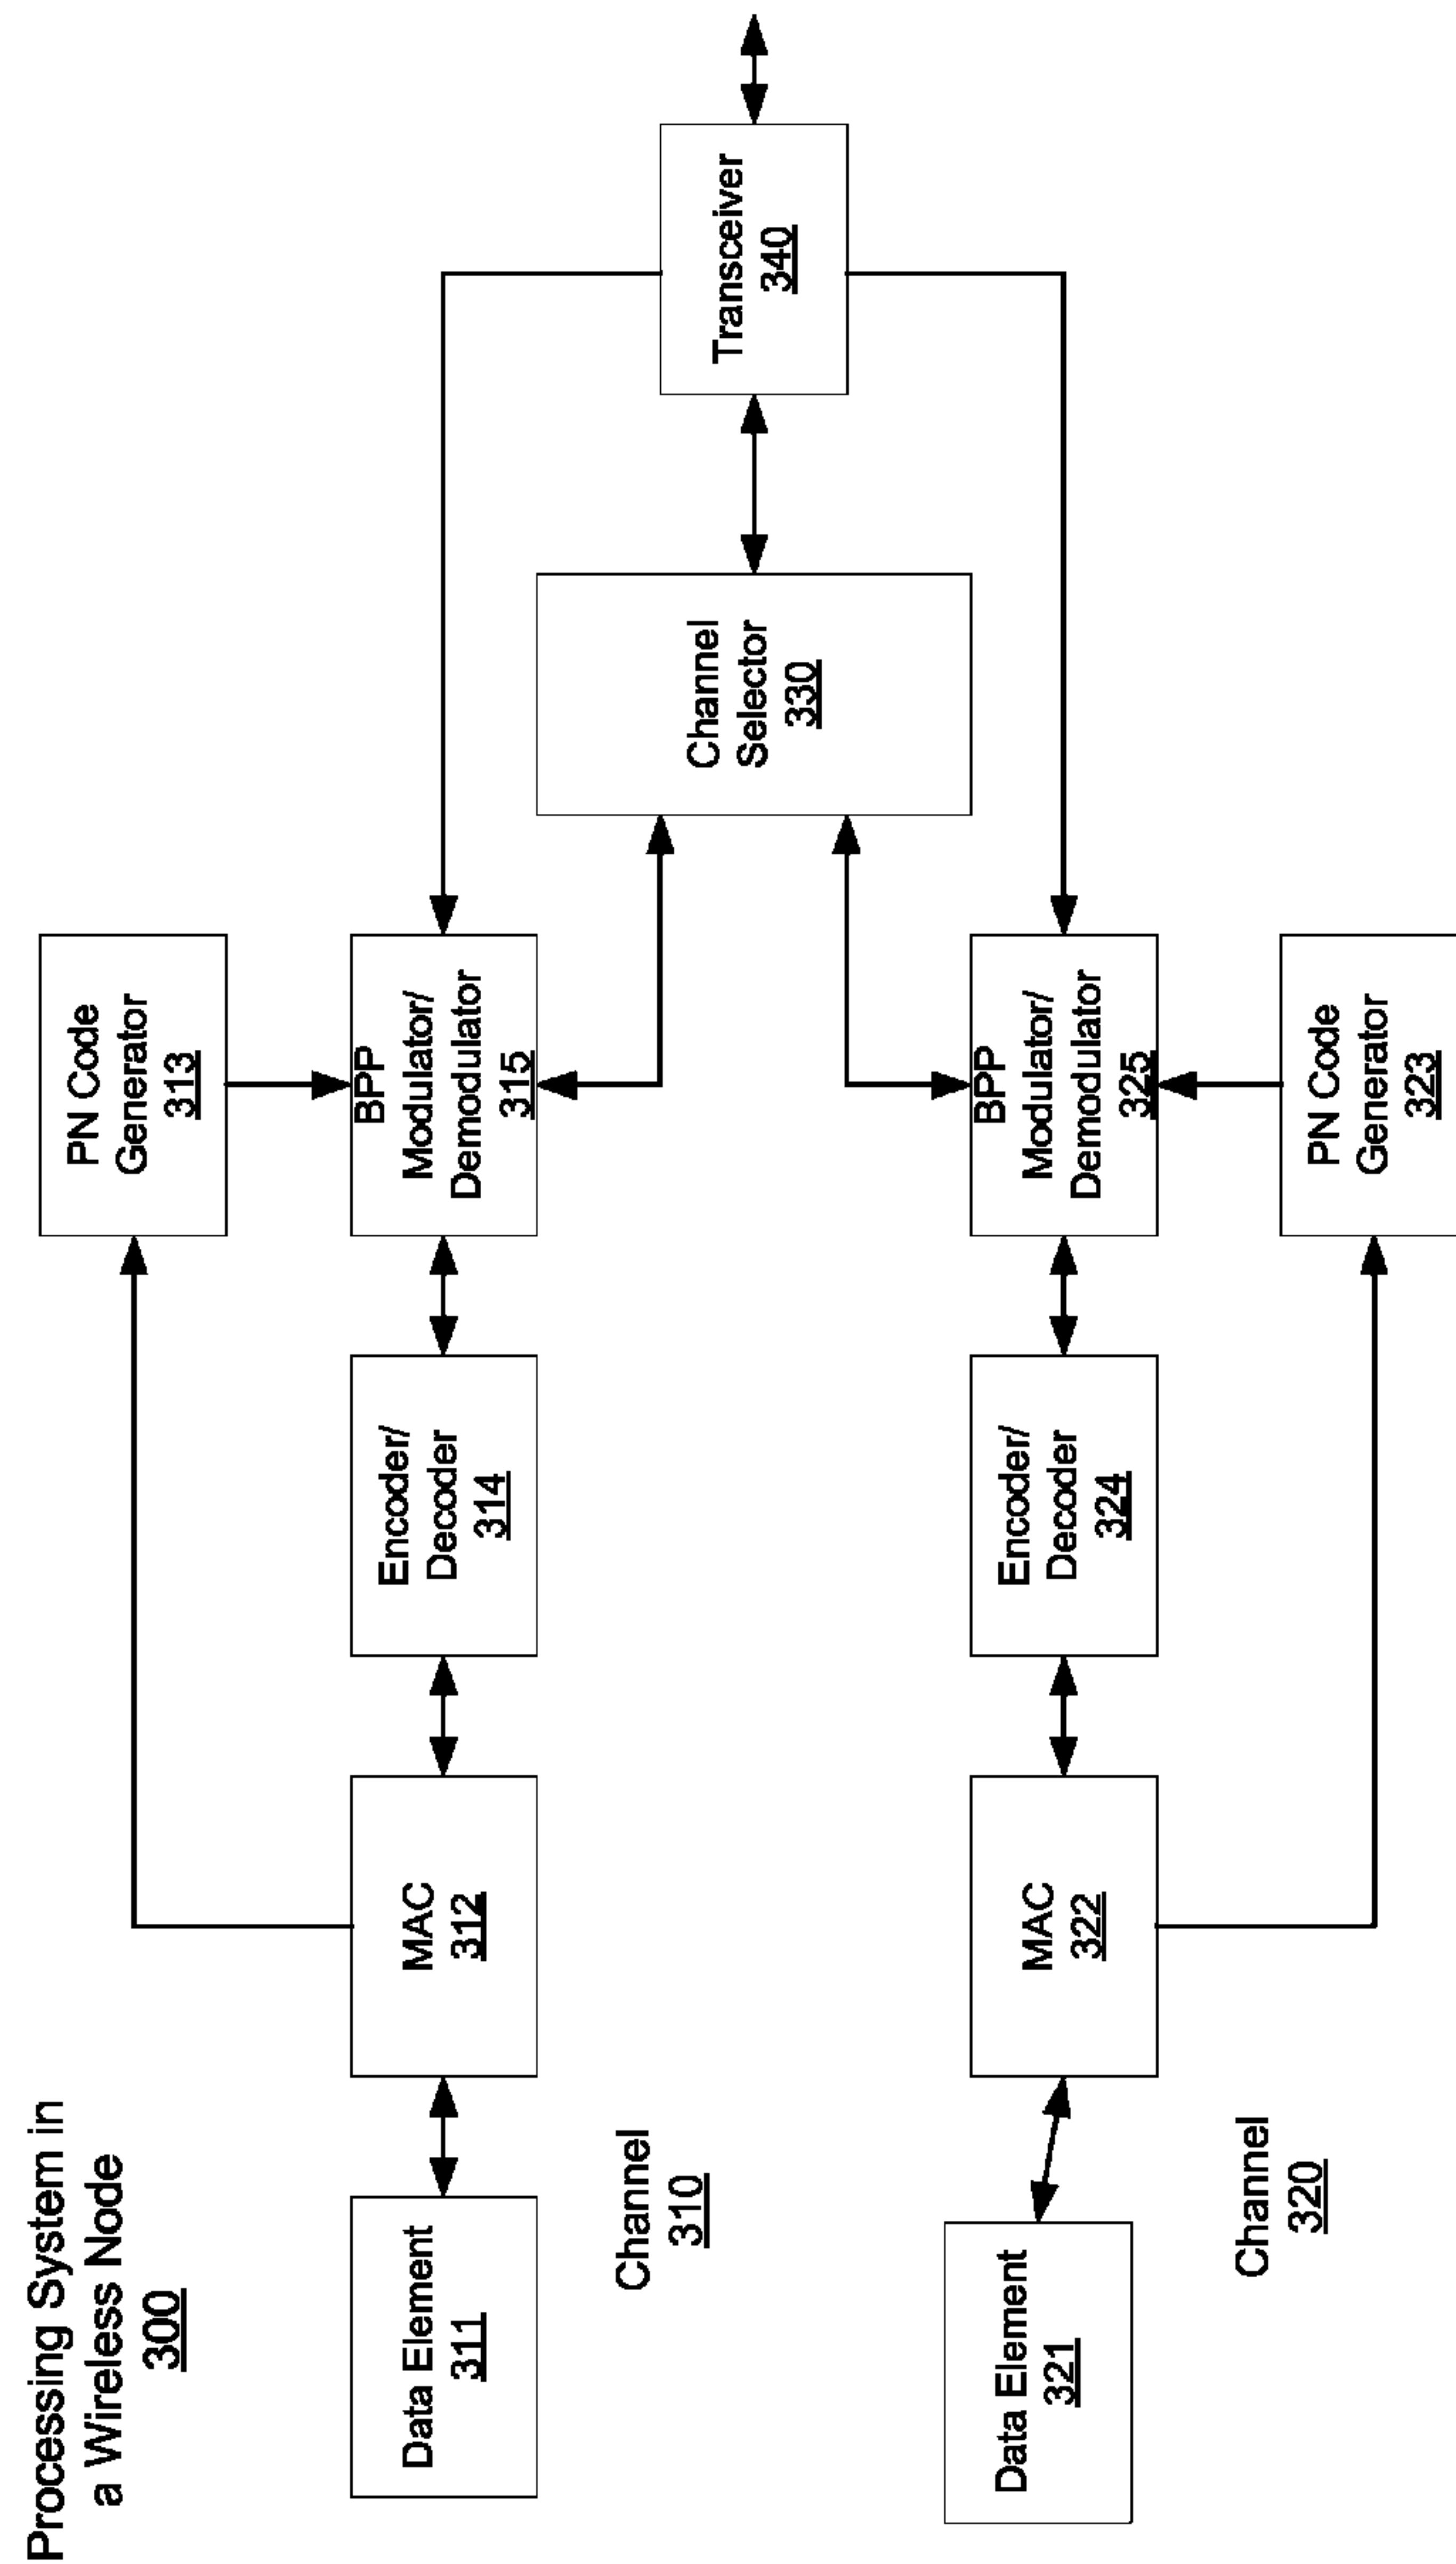 Processing System in
a Wireless Node
300
PN Code
Generator
313
Data Element
311
MAC
312
Encoder/
Decoder
314
BPP
Modulator/
Demodulator
315
Channel
310
Channel
Selector
330
Transceiver
340
Data Element
321
MAC
322
Encoder/
Decoder
324
BPP
Modulator/
Demodulator
325
Channel
320
PN Code
Generator
323